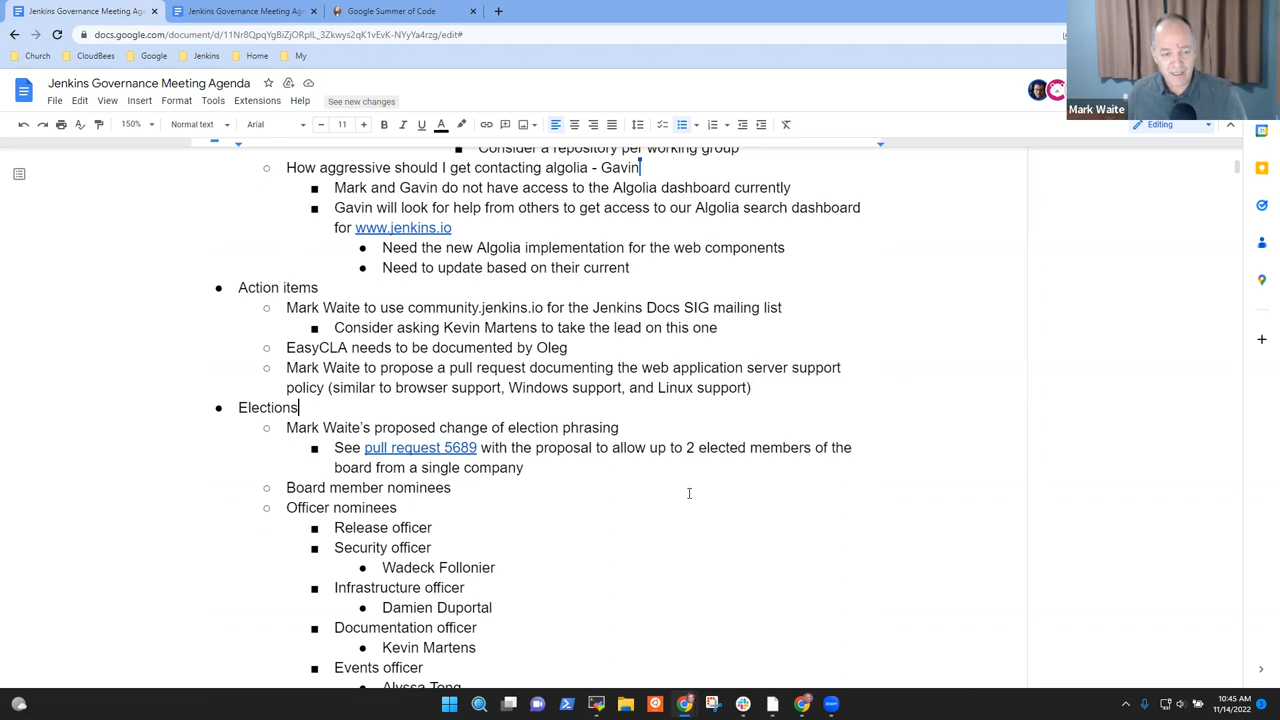 Jenkins Governance Meeting Ag
Jenkins Governance Meeting
Google Summer of Code
docs.google.com/document/d/11Nr8QpqYgBiZjORpIL_3Zkwys2qK1vEvK-NYyYa4rzg/edit#
Church
CloudBees
Google
Jenkins
Home
My
Jenkins Governance Meeting Agenda
File Edit View Insert Format Tools Extensions Help
See new changes
150%
Normal text
Arial
11
B I U A
Editing
Mark Waite
Consider a repository per working group
How aggressive should I get contacting algolia - Gavin
Mark and Gavin do not have access to the Algolia dashboard currently
Gavin will look for help from others to get access to our Algolia search dashboard
for www.jenkins.io
Need the new Algolia implementation for the web components
Need to update based on their current
Action items
Mark Waite to use community.jenkins.io for the Jenkins Docs SIG mailing list
Consider asking Kevin Martens to take the lead on this one
EasyCLA needs to be documented by Oleg
Mark Waite to propose a pull request documenting the web application server support
policy (similar to browser support, Windows support, and Linux support)
Elections
Mark Waite's proposed change of election phrasing
See pull request 5689 with the proposal to allow up to 2 elected members of the
board from a single company
Board member nominees
Officer nominees
Release officer
Security officer
Wadeck Follonier
Infrastructure officer
Damien Duportal
Documentation officer
Kevin Martens
Events officer
Alyssa Tong
10:45 AM
11/14/2022